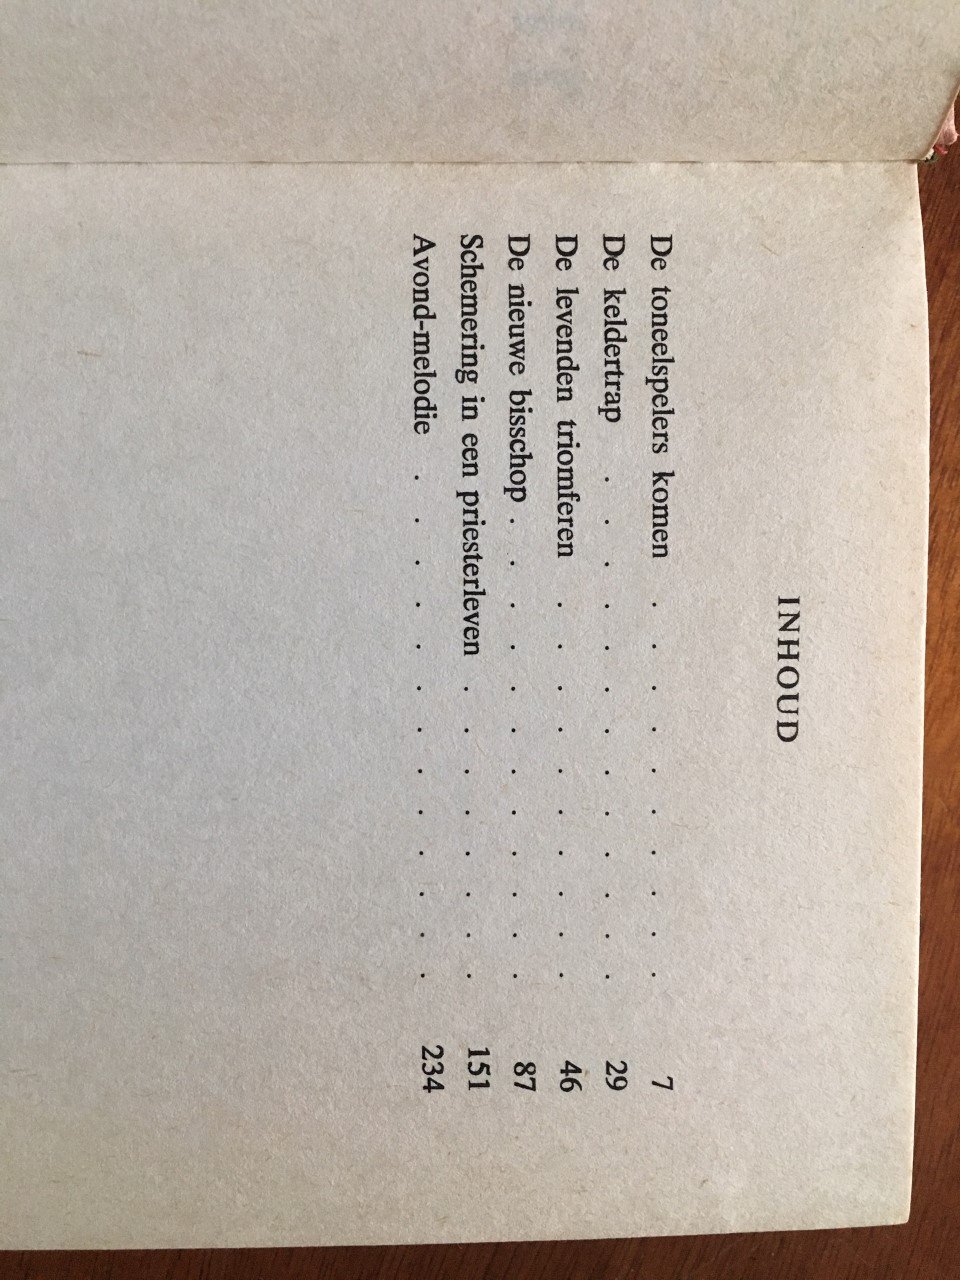 INHOUD
De toneelspelers komen . . . . . . . . . . 7
De keldertrap . . . . . . . . . . . . . 29
De levenden triomferen . . . . . . . . . . 46
De nieuwe bisschop . . . . . . . . . . . . 87
Schemering in een priesterleven . . . . . . . . 151
Avond-melodie . . . . . . . . . . . . . 234